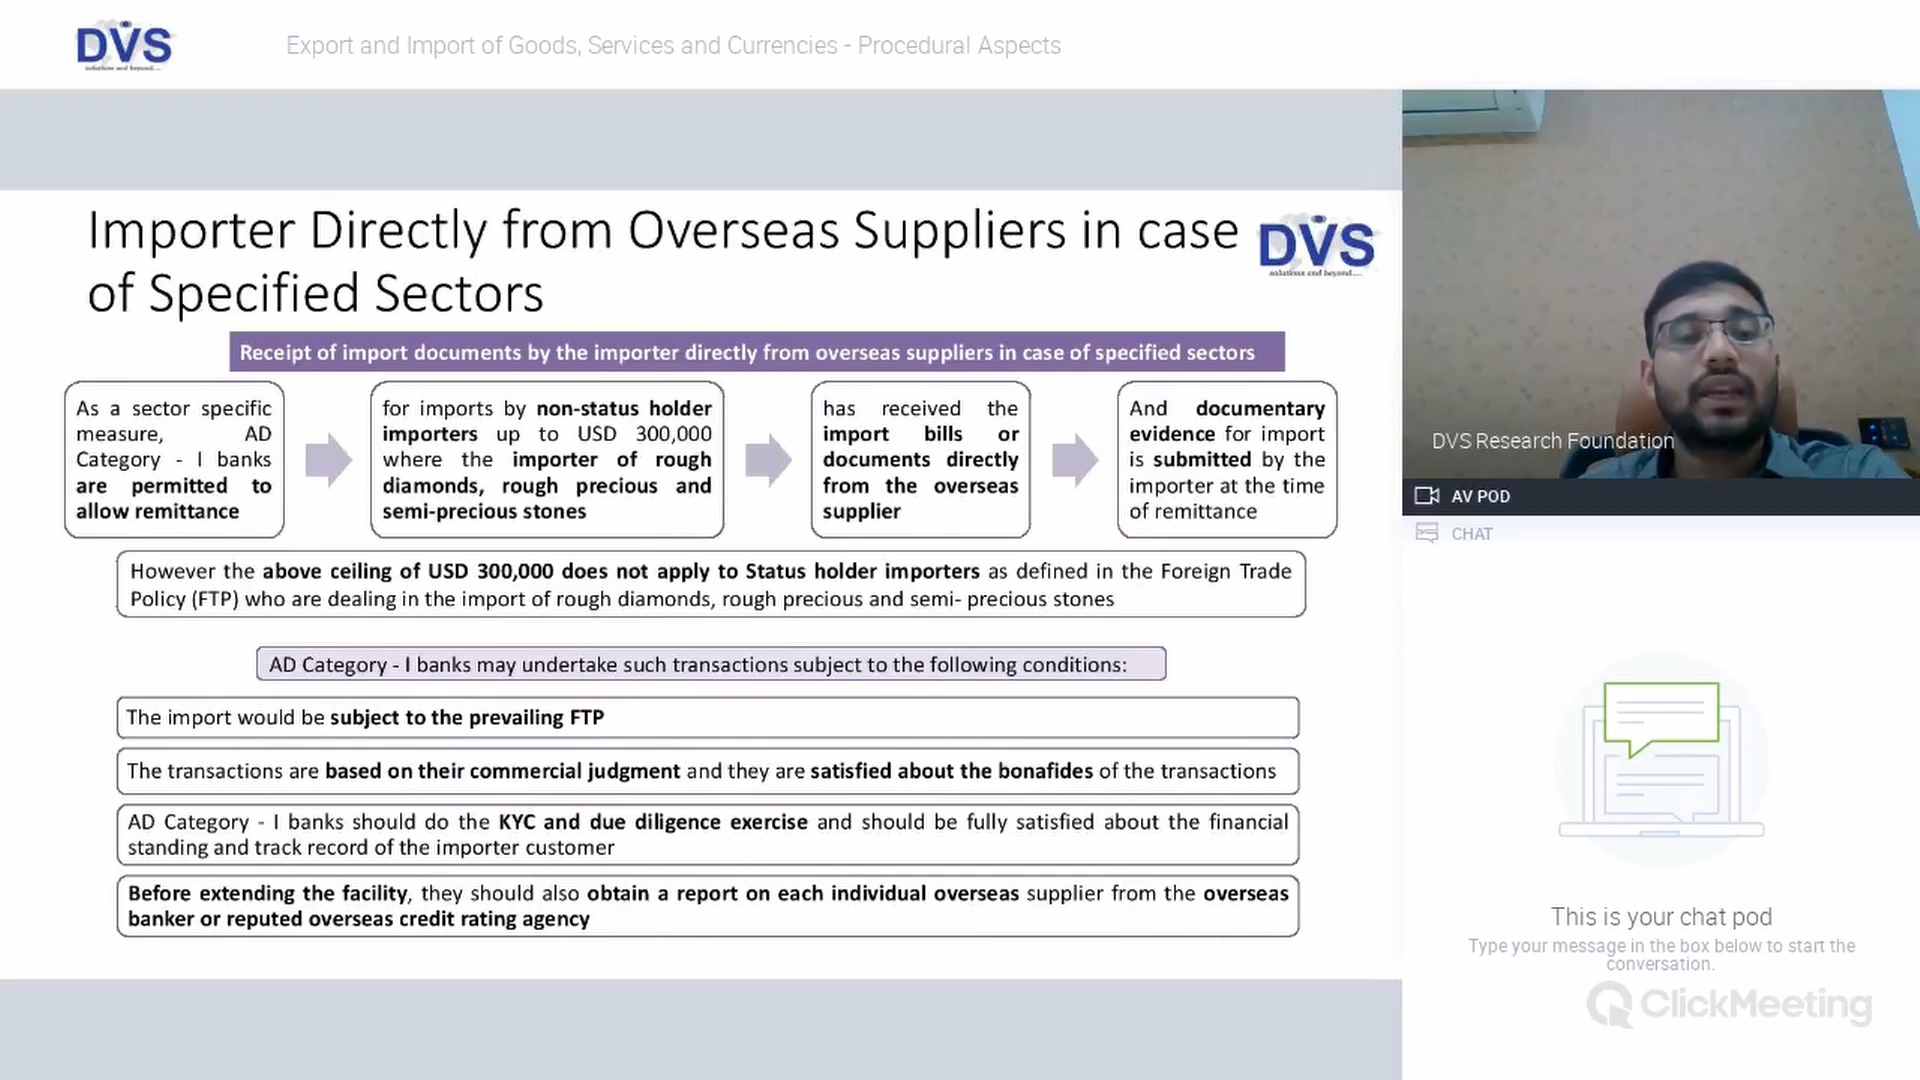 DVS
solutions and beyond....
Export and Import of Goods, Services and Currencies - Procedural Aspects
Importer Directly from Overseas Suppliers in case
of Specified Sectors
DVS
solutions and beyond....
Receipt of import documents by the importer directly from overseas suppliers in case of specified sectors
As a sector specific
measure, AD
Category - I banks
are permitted to
allow remittance
for imports by non-status holder
importers up to USD 300,000
where the importer of rough
diamonds, rough precious and
semi-precious stones
has received the
import bills or
documents directly
from the overseas
supplier
And documentary
evidence for import
is submitted by the
importer at the time
of remittance
However the above ceiling of USD 300,000 does not apply to Status holder importers as defined in the Foreign Trade
Policy (FTP) who are dealing in the import of rough diamonds, rough precious and semi- precious stones
AD Category - I banks may undertake such transactions subject to the following conditions:
The import would be subject to the prevailing FTP
The transactions are based on their commercial judgment and they are satisfied about the bonafides of the transactions
AD Category - I banks should do the KYC and due diligence exercise and should be fully satisfied about the financial
standing and track record of the importer customer
Before extending the facility, they should also obtain a report on each individual overseas supplier from the overseas
banker or reputed overseas credit rating agency
DVS Research Foundation
AV POD
CHAT
This is your chat pod
Type your message in the box below to start the
conversation.
ClickMeeting